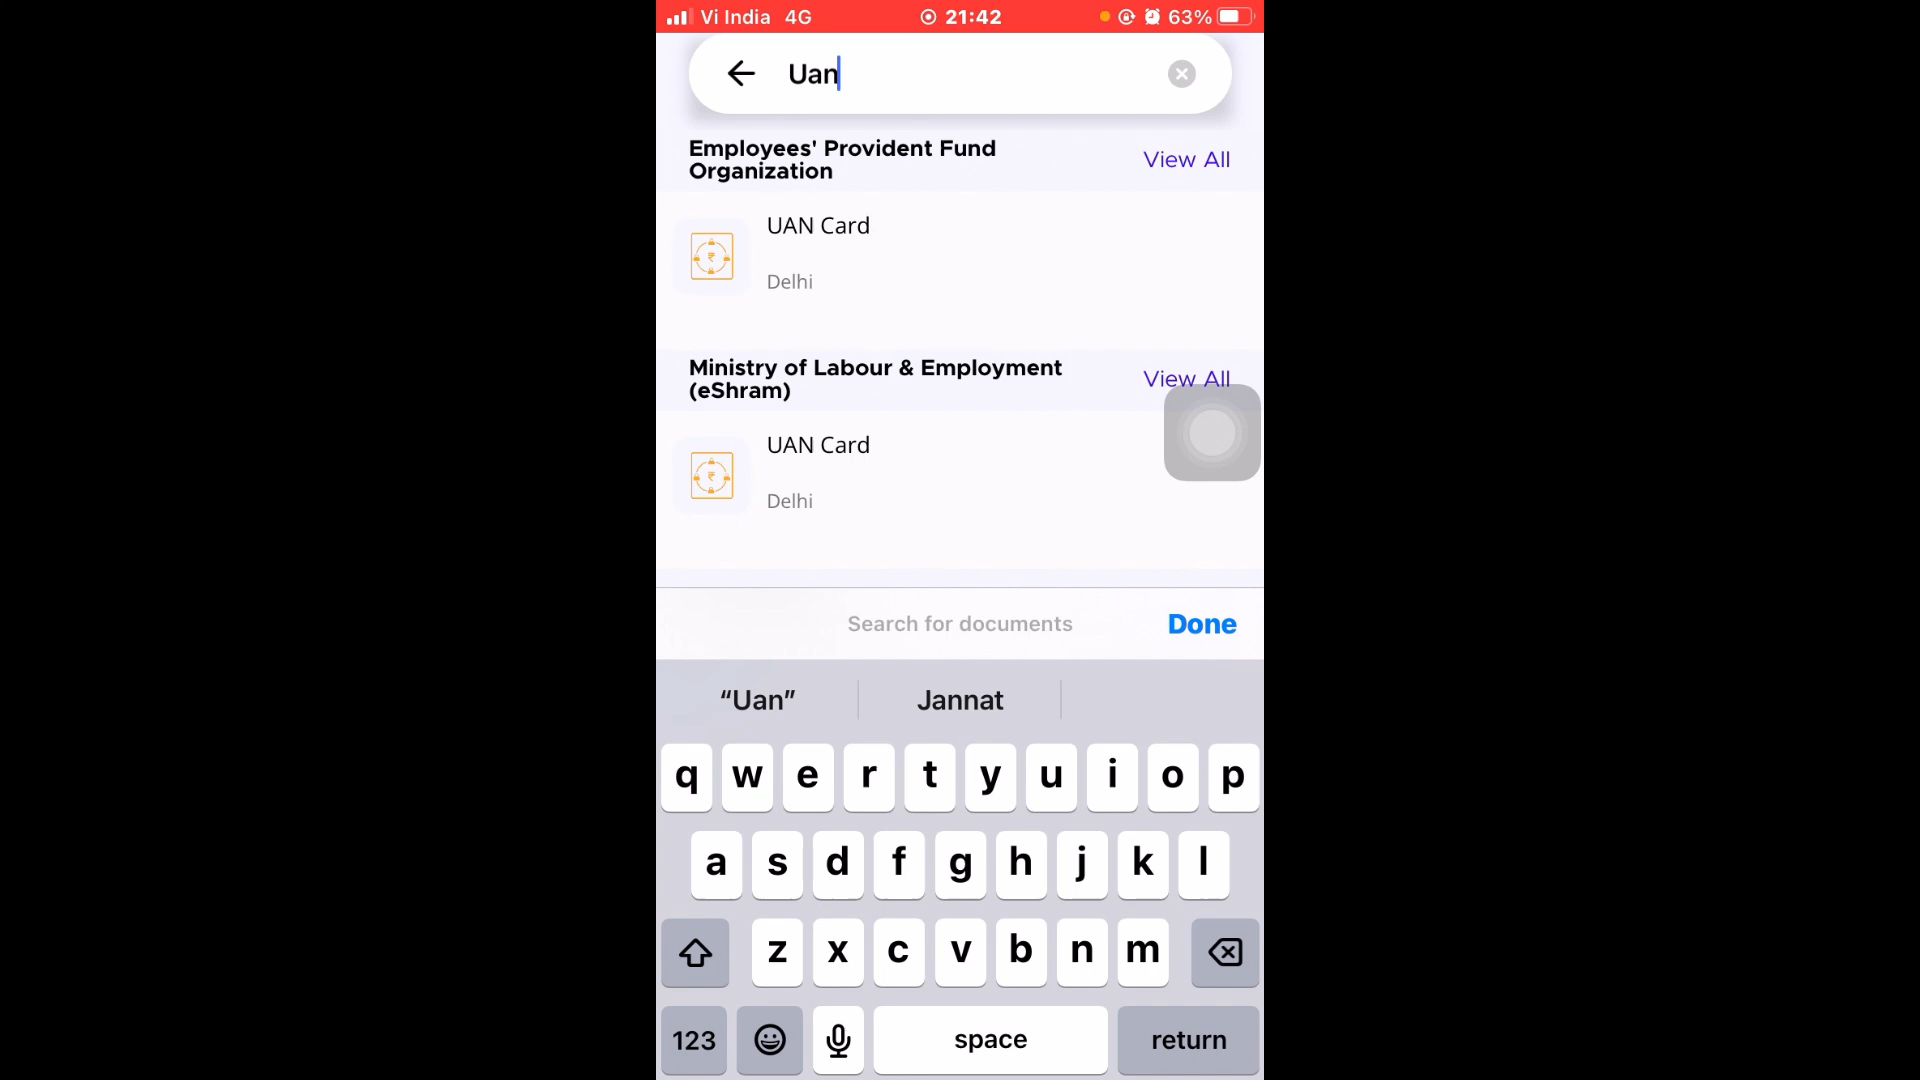 Vi India 4G 21:42 63%
Uan
Employees' Provident Fund
Organization
View All
UAN Card
Delhi
Ministry of Labour & Employment
(eShram)
View All
UAN Card
Delhi
Search for documents Done
“Uan” Jannat
q w e r t y u i o p
a s d f g h j k l
z x c v b n m
123 space return